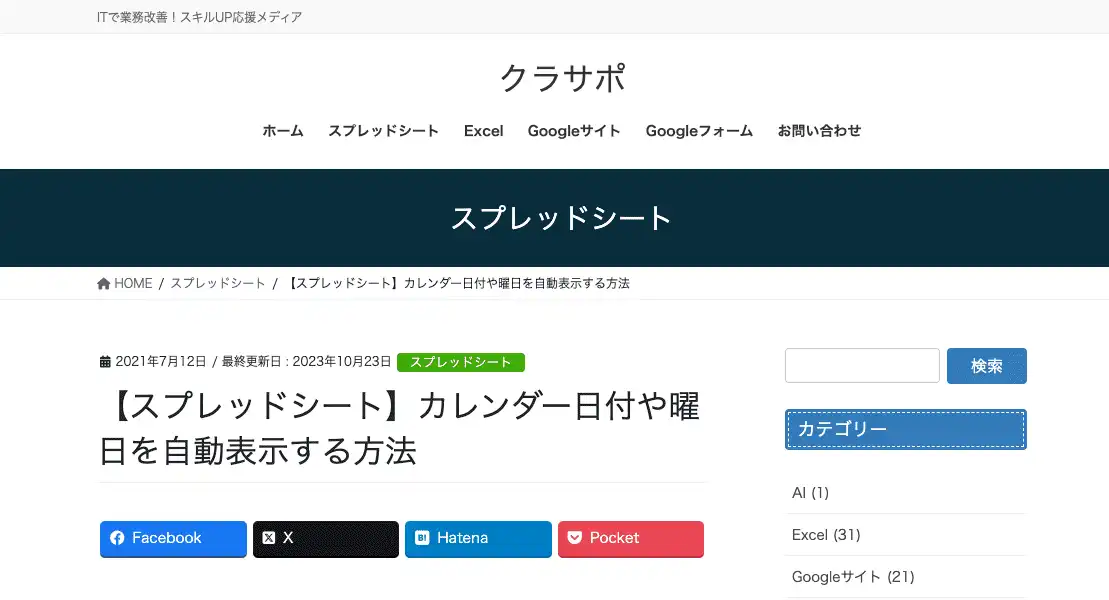 ITで業務改善！スキルUP応援メディア
クラサポ
ホーム スプレッドシート Excel Googleサイト Googleフォーム お問い合わせ
スプレッドシート
HOME / スプレッドシート / 【スプレッドシート】カレンダー日付や曜日を自動表示する方法
2021年7月12日 / 最終更新日 : 2023年10月23日 スプレッドシート
【スプレッドシート】カレンダー日付や曜
日を自動表示する方法
Facebook X Hatena Pocket
検索
カテゴリー
AI (1)
Excel (31)
Googleサイト (21)